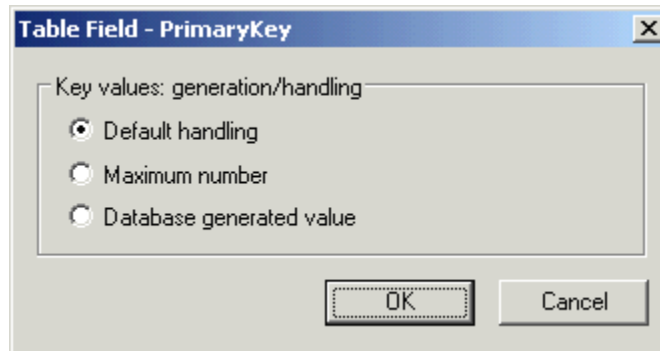 Table Field - PrimaryKey
Key values: generation/handling
Default handling
Maximum number
Database generated value
OK Cancel